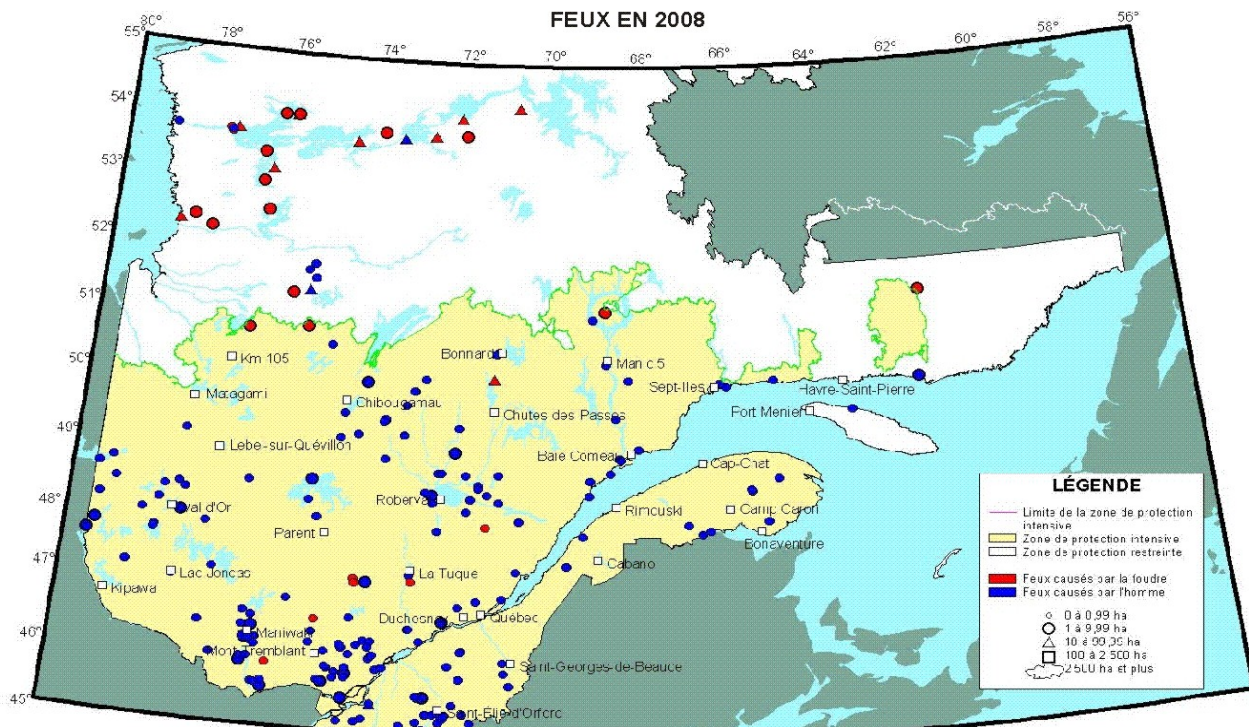 FEUX EN 2008
80° 78° 76° 74° 72° 70° 68° 66° 64° 62° 60° 58° 56°
55°
54°
53°
52°
51°
50°
49°
48°
47°
46°
45°
Km 105
Bonnard
Manic 5
Matagami
Chibougamau
Sept-Iles
Havre-Saint-Pierre
Chutes des Passes
Fort Menier
Lebel-sur-Quévillon
Baie Comeau
Cap-Chat
Val d'Or
Roberval
Rimouski
Camp Caron
Parent
Bonaventure
Lac Joncas
La Tuque
Cabano
Kipawa
Duchesnay
Québec
Maniwaki
Mont Tremblant
Saint-Georges-de-Beauce
Saint-Élie-d'Orford
LÉGENDE
Limite de la zone de protection
intensive
Zone de protection intensive
Zone de protection restreinte
Feux causés par la foudre
Feux causés par l'homme
0 à 0,99 ha
1 à 9,99 ha
10 à 99,99 ha
100 à 2 500 ha
2 500 ha et plus